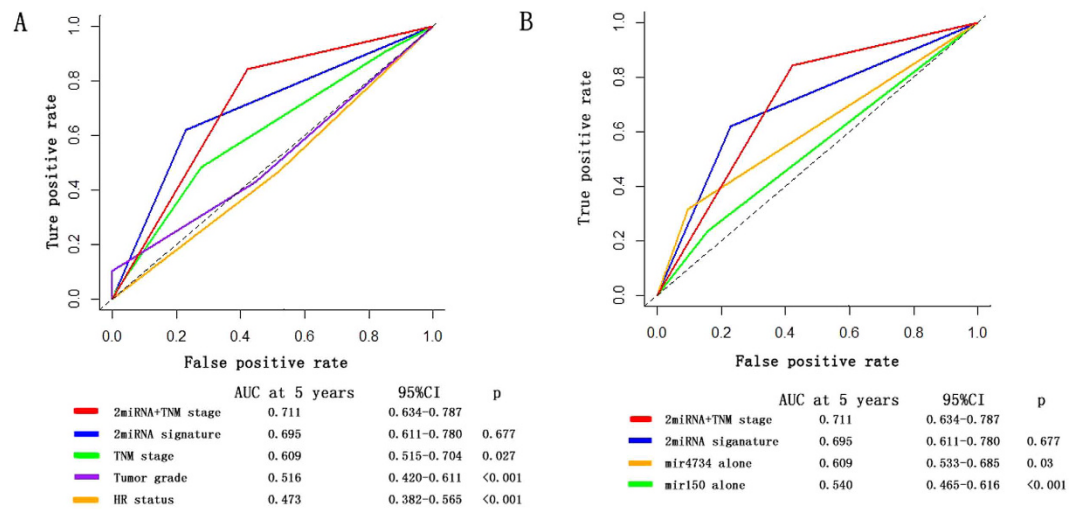 A
Ture positive rate
1.0
0.8
0.6
0.4
0.2
0.0
0.0 0.2 0.4 0.6 0.8 1.0
False positive rate
AUC at 5 years 95%CI p
2miRNA+TNM stage 0.711 0.634-0.787
2miRNA signature 0.695 0.611-0.780 0.677
TNM stage 0.609 0.515-0.704 0.027
Tumor grade 0.516 0.420-0.611 <0.001
HR status 0.473 0.382-0.565 <0.001
B
True positive rate
1.0
0.8
0.6
0.4
0.2
0.0
0.0 0.2 0.4 0.6 0.8 1.0
False positive rate
AUC at 5 years 95%CI p
2miRNA+TNM stage 0.711 0.634-0.787
2miRNA siganature 0.695 0.611-0.780 0.677
mir4734 alone 0.609 0.533-0.685 0.03
mir150 alone 0.540 0.465-0.616 <0.001